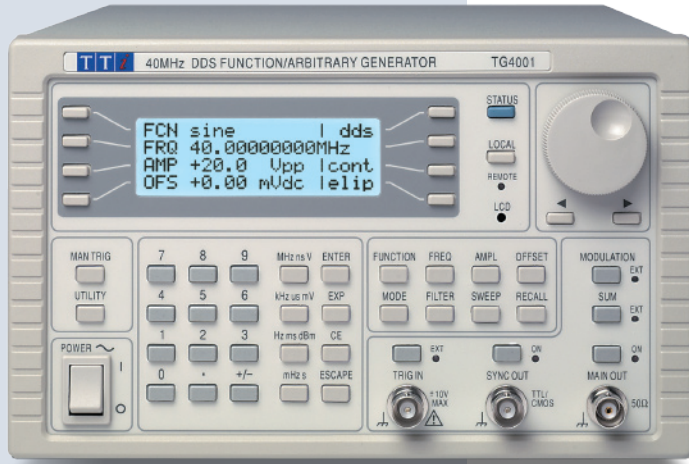 TTi 40MHz DDS FUNCTION/ARBITRARY GENERATOR TG4001
FCN sine | dds
FRQ 40.00000000MHz
AMP +20.0 Vpp |cont
OFS +0.00 mVdc |elip
STATUS
LOCAL
REMOTE
LCD
MAN TRIG
UTILITY
POWER
I
O
7 8 9 MHz ns V ENTER
4 5 6 kHz us mV EXP
1 2 3 Hz ms dBm CE
0 . +/- mHz s ESCAPE
FUNCTION FREQ AMPL OFFSET
MODE FILTER SWEEP RECALL
MODULATION
EXT
SUM
EXT
EXT
TRIG IN
±10V
MAX
ON
SYNC OUT
TTL/
CMOS
ON
MAIN OUT
50Ω